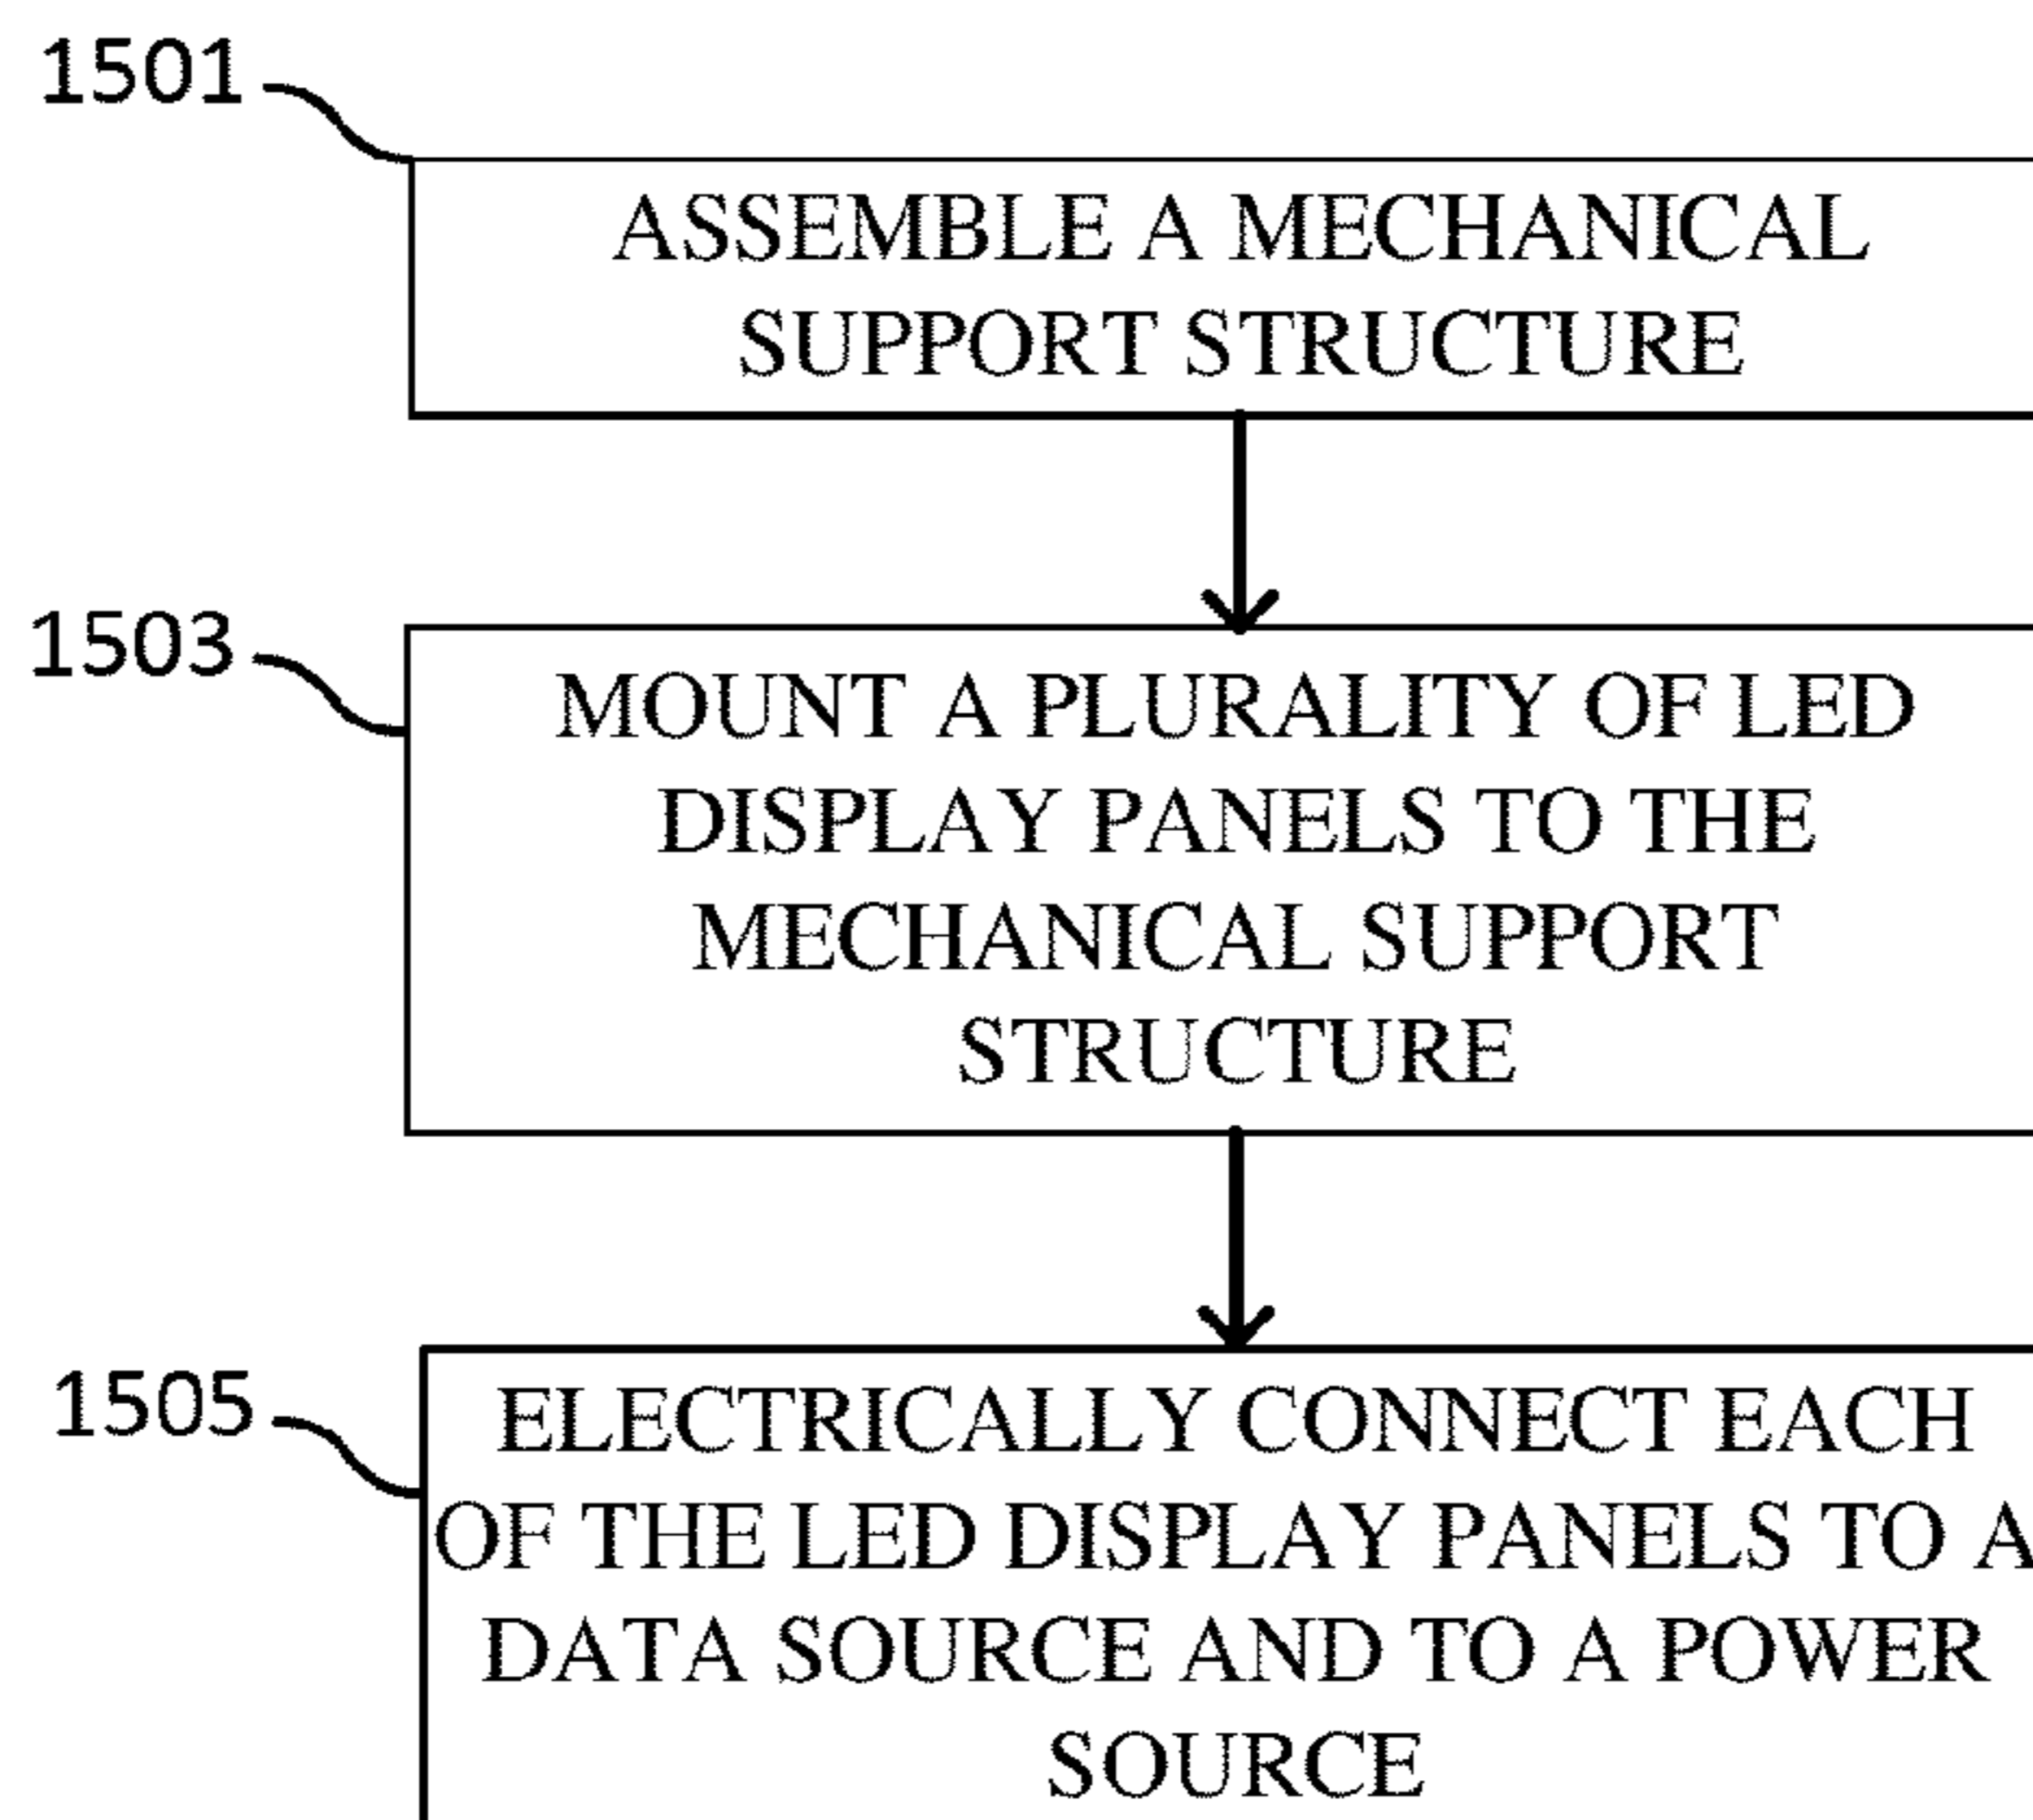 1501
ASSEMBLE A MECHANICAL
SUPPORT STRUCTURE
1503
MOUNT A PLURALITY OF LED
DISPLAY PANELS TO THE
MECHANICAL SUPPORT
STRUCTURE
1505
ELECTRICALLY CONNECT EACH
OF THE LED DISPLAY PANELS TO A
DATA SOURCE AND TO A POWER
SOURCE